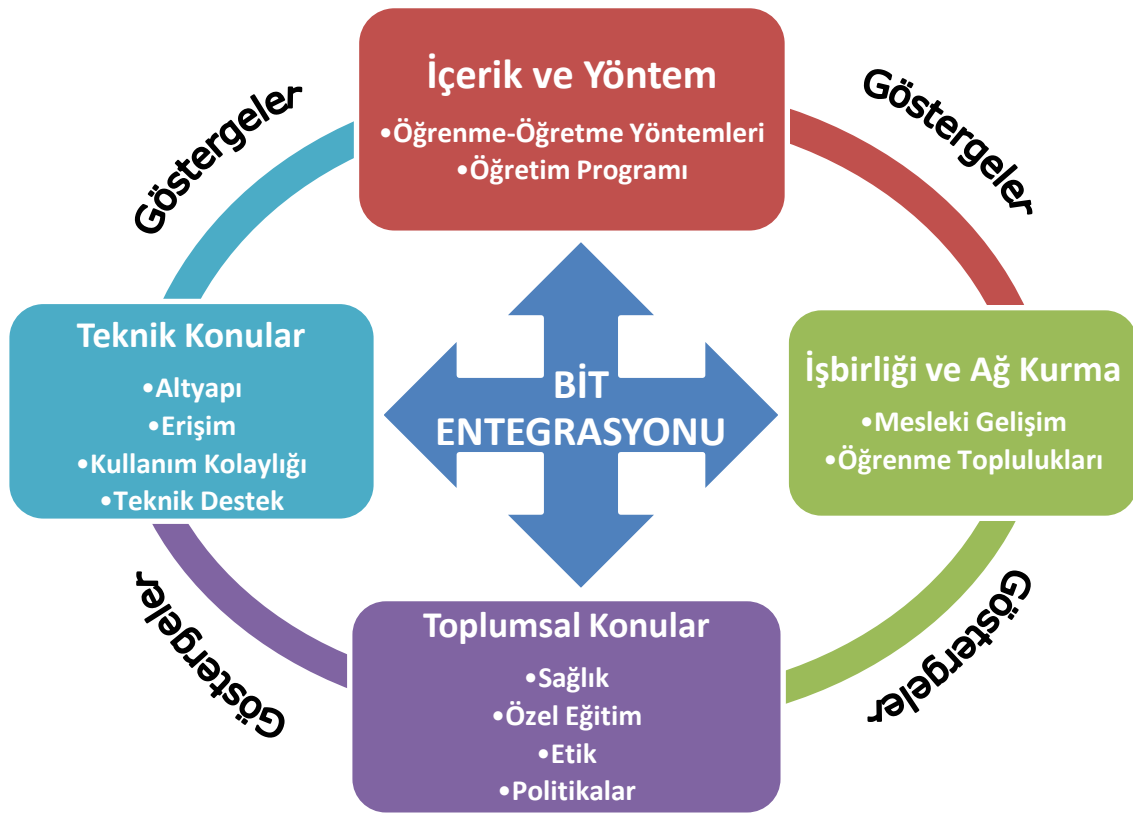 İçerik ve Yöntem
•Öğrenme-Öğretme Yöntemleri
•Öğretim Programı
Göstergeler
Göstergeler
Teknik Konular
•Altyapı
•Erişim
•Kullanım Kolaylığı
•Teknik Destek
BİT
ENTEGRASYONU
İşbirliği ve Ağ Kurma
•Mesleki Gelişim
•Öğrenme Toplulukları
Göstergeler
Göstergeler
Toplumsal Konular
•Sağlık
•Özel Eğitim
•Etik
•Politikalar